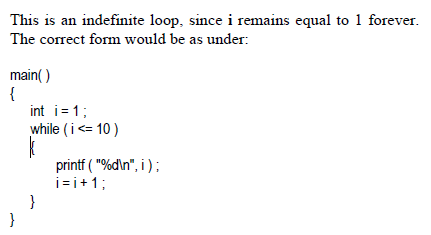 This is an indefinite loop, since i remains equal to 1 forever.
The correct form would be as under:
main( )
{
int i = 1 ;
while ( i <= 10 )
{
printf ( "%d\n", i ) ;
i = i + 1 ;
}
}